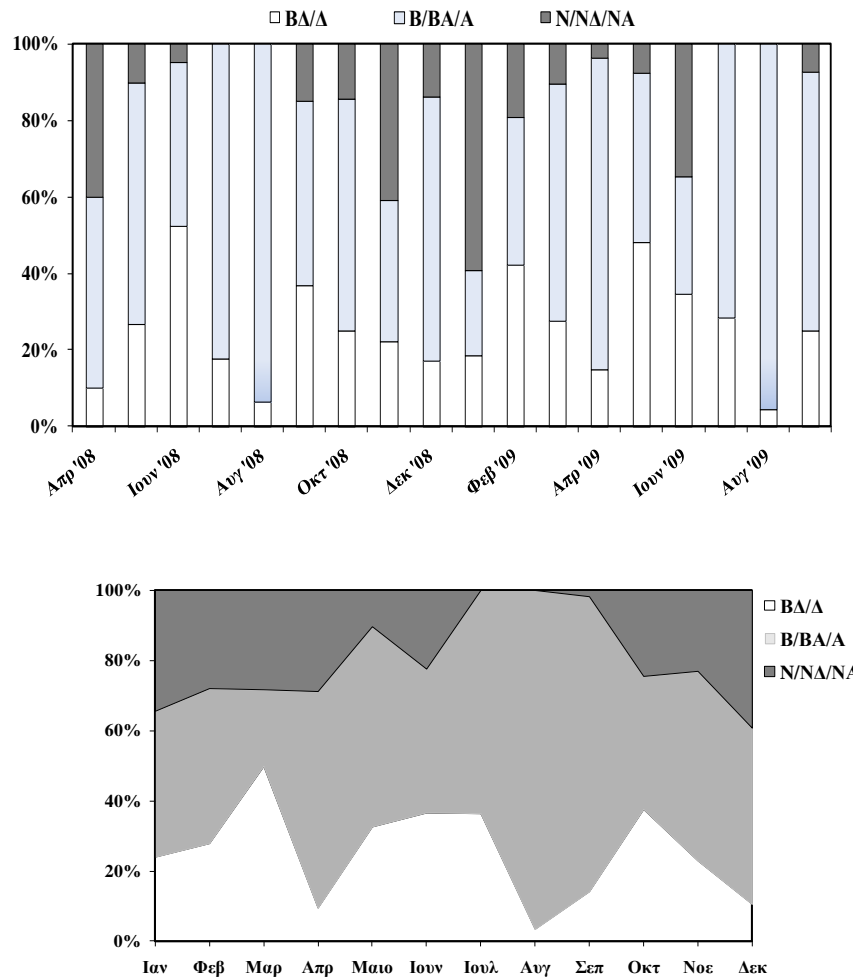 ΒΔ/Δ Β/ΒΑ/Α Ν/ΝΔ/ΝΑ
100%
80%
60%
40%
20%
0%
Απρ '08 Ιουν '08 Αυγ '08 Οκτ '08 Δεκ '08 Φεβ '09 Απρ '09 Ιουν '09 Αυγ '09
100%
80%
60%
40%
20%
0%
ΒΔ/Δ
Β/ΒΑ/Α
Ν/ΝΔ/ΝΑ
Ιαν Φεβ Μαρ Απρ Μαιο Ιουν Ιουλ Αυγ Σεπ Οκτ Νοε Δεκ